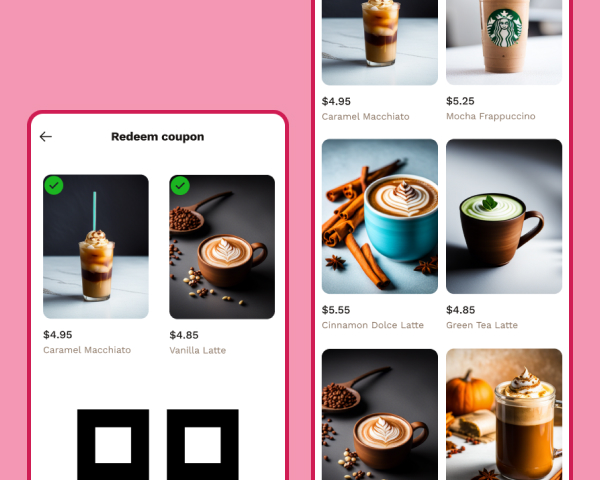 Redeem coupon
$4.95
Caramel Macchiato
$4.85
Vanilla Latte
$4.95
Caramel Macchiato
$5.25
Mocha Frappuccino
$5.55
Cinnamon Dolce Latte
$4.85
Green Tea Latte